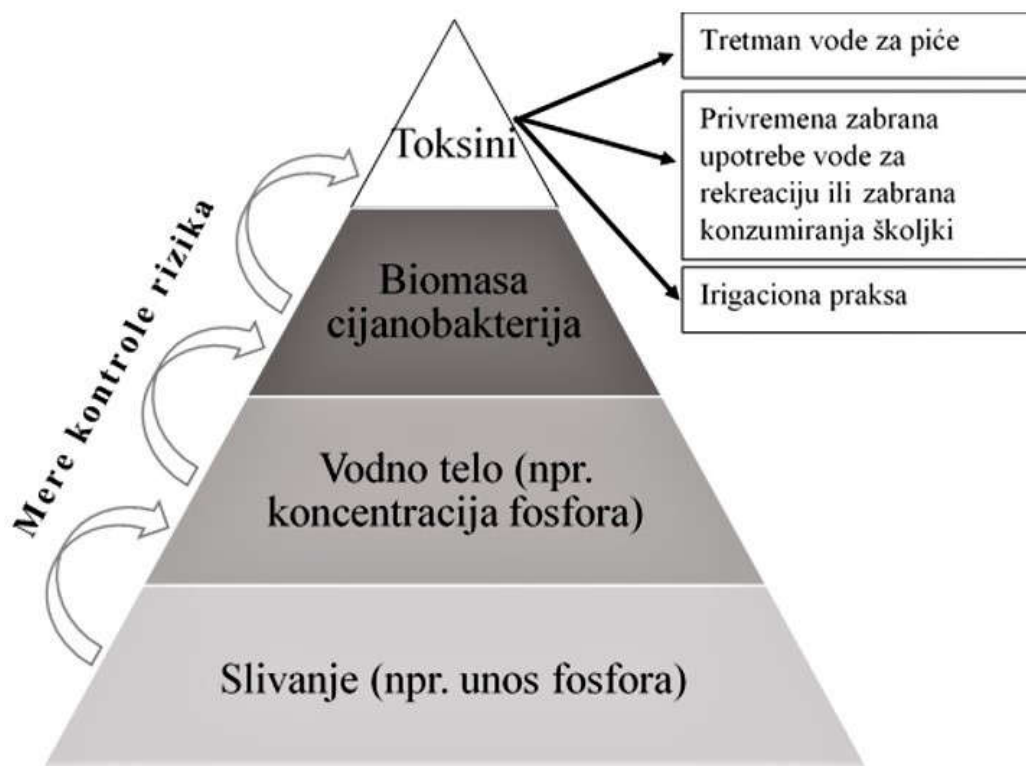 Tretman vode za piće
Privremena zabrana
upotrebe vode za
rekreaciju ili zabrana
konzumiranja školjki
Irigaciona praksa
Toksini
Mere kontrole rizika
Biomasa
cijanobakterija
Vodno telo (npr.
koncentracija fosfora)
Slivanje (npr. unos fosfora)